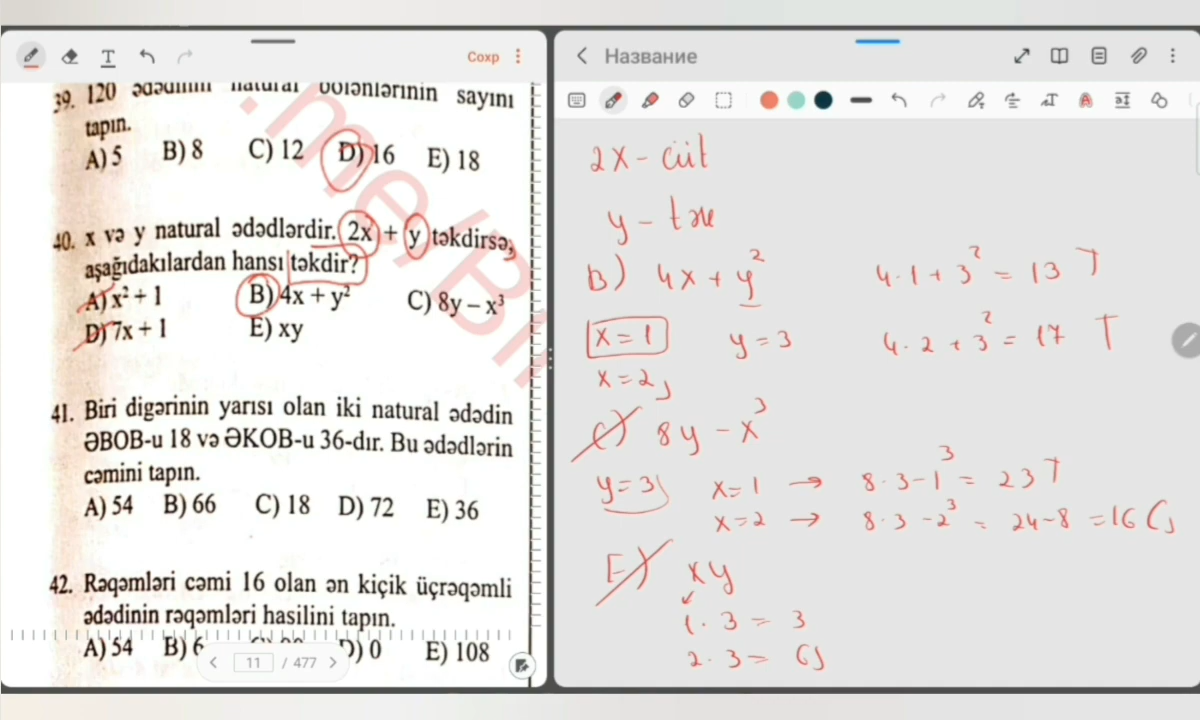 Сохр
39. 120 ədədinin natural bölənlərinin sayını
tapın.
A) 5 B) 8 C) 12 D) 16 E) 18
40. x və y natural ədədlərdir. 2x + y təkdirsə,
aşağıdakılardan hansı təkdir?
A) x² + 1 B) 4x + y² C) 8y – x³
D) 7x + 1 E) xy
41. Biri digərinin yarısı olan iki natural ədədin
ƏBOB-u 18 və ƏKOB-u 36-dır. Bu ədədlərin
cəmini tapın.
A) 54 B) 66 C) 18 D) 72 E) 36
42. Rəqəmləri cəmi 16 olan ən kiçik üçrəqəmli
ədədinin rəqəmləri hasilini tapın.
A) 54 B) 6 D) 0 E) 108
11 / 477
Название
2x - cüt
y - tək
B) 4x + y² 4·1 + 3² = 13 T
x = 1 y = 3 4·2 + 3² = 17 T
x = 2
C) 8y - x³
y = 3 x = 1 → 8·3 - 1³ = 23 T
x = 2 → 8·3 - 2³ = 24 - 8 = 16 C
E) xy
1·3 = 3
2·3 = 6